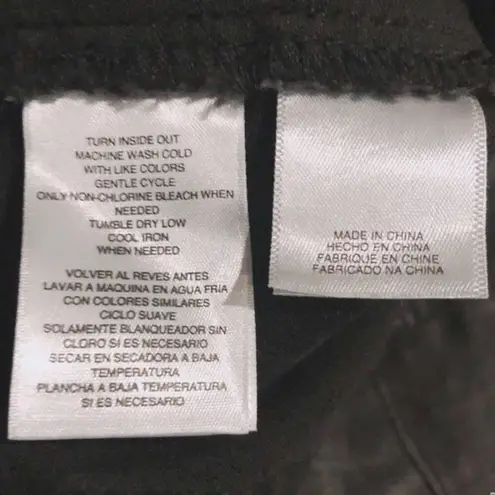 TURN INSIDE OUT
MACHINE WASH COLD
WITH LIKE COLORS
GENTLE CYCLE
ONLY NON-CHLORINE BLEACH WHEN
NEEDED
TUMBLE DRY LOW
COOL IRON
WHEN NEEDED
VOLVER AL REVES ANTES
LAVAR A MAQUINA EN AGUA FRIA
CON COLORES SIMILARES
CICLO SUAVE
SOLAMENTE BLANQUEADOR SIN
CLORO SI ES NECESARIO
SECAR EN SECADORA A BAJA
TEMPERATURA
PLANCHA A BAJA TEMPERATURA
SI ES NECESARIO
MADE IN CHINA
HECHO EN CHINA
FABRIQUE EN CHINE
FABRICADO NA CHINA